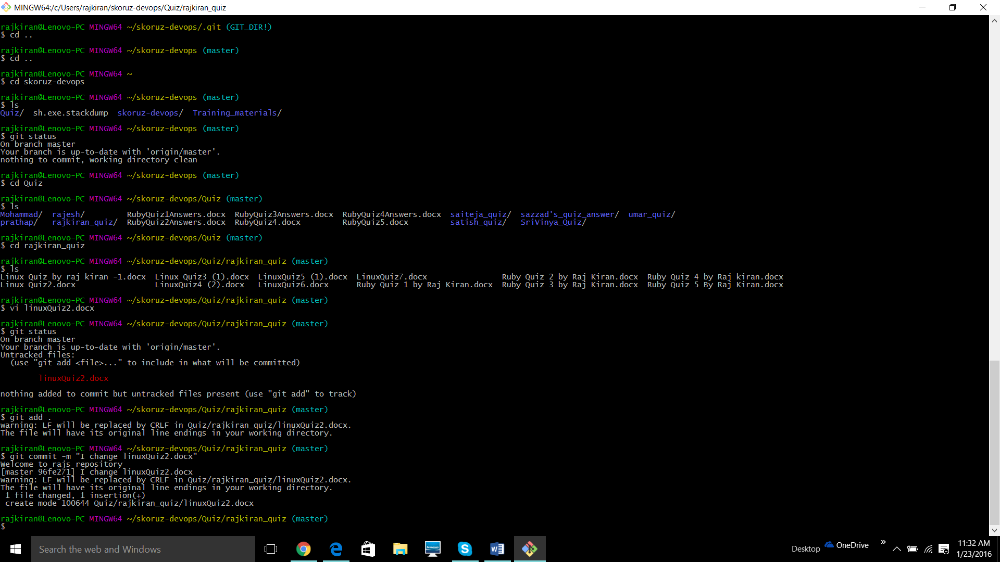 MINGW64:/c/Users/rajkiran/skoruz-devops/Quiz/rajkiran_quiz
rajkiran@Lenovo-PC MINGW64 ~/skoruz-devops/.git (GIT_DIR!)
$ cd ..
rajkiran@Lenovo-PC MINGW64 ~/skoruz-devops (master)
$ cd ..
rajkiran@Lenovo-PC MINGW64 ~
$ cd skoruz-devops
rajkiran@Lenovo-PC MINGW64 ~/skoruz-devops (master)
$ ls
Quiz/  sh.exe.stackdump  skoruz-devops/  Training_materials/
rajkiran@Lenovo-PC MINGW64 ~/skoruz-devops (master)
$ git status
On branch master
Your branch is up-to-date with 'origin/master'.
nothing to commit, working directory clean
rajkiran@Lenovo-PC MINGW64 ~/skoruz-devops (master)
$ cd Quiz
rajkiran@Lenovo-PC MINGW64 ~/skoruz-devops/Quiz (master)
$ ls
Mohammad/  rajesh/         RubyQuiz1Answers.docx  RubyQuiz3Answers.docx  RubyQuiz4Answers.docx  saiteja_quiz/  sazzad's_quiz_answer/  umar_quiz/
prathap/   rajkiran_quiz/  RubyQuiz2Answers.docx  RubyQuiz4.docx         RubyQuiz5.docx         satish_quiz/   SriVinya_Quiz/
rajkiran@Lenovo-PC MINGW64 ~/skoruz-devops/Quiz (master)
$ cd rajkiran_quiz
rajkiran@Lenovo-PC MINGW64 ~/skoruz-devops/Quiz/rajkiran_quiz (master)
$ ls
Linux Quiz by raj kiran -1.docx  Linux Quiz3 (1).docx  LinuxQuiz5 (1).docx  LinuxQuiz7.docx                Ruby Quiz 2 by Raj Kiran.docx  Ruby Quiz 4 by Raj kiran.docx
Linux Quiz2.docx                 LinuxQuiz4 (2).docx   LinuxQuiz6.docx      Ruby Quiz 1 by Raj Kiran.docx  Ruby Quiz 3 by Raj Kiran.docx  Ruby Quiz 5 By Raj Kiran.docx
rajkiran@Lenovo-PC MINGW64 ~/skoruz-devops/Quiz/rajkiran_quiz (master)
$ vi linuxQuiz2.docx
rajkiran@Lenovo-PC MINGW64 ~/skoruz-devops/Quiz/rajkiran_quiz (master)
$ git status
On branch master
Your branch is up-to-date with 'origin/master'.
Untracked files:
  (use "git add <file>..." to include in what will be committed)
        linuxQuiz2.docx
nothing added to commit but untracked files present (use "git add" to track)
rajkiran@Lenovo-PC MINGW64 ~/skoruz-devops/Quiz/rajkiran_quiz (master)
$ git add .
warning: LF will be replaced by CRLF in Quiz/rajkiran_quiz/linuxQuiz2.docx.
The file will have its original line endings in your working directory.
rajkiran@Lenovo-PC MINGW64 ~/skoruz-devops/Quiz/rajkiran_quiz (master)
$ git commit -m "I change linuxQuiz2.docx"
Welcome to rajs repository
[master 96fe271] I change linuxQuiz2.docx
warning: LF will be replaced by CRLF in Quiz/rajkiran_quiz/linuxQuiz2.docx.
The file will have its original line endings in your working directory.
 1 file changed, 1 insertion(+)
 create mode 100644 Quiz/rajkiran_quiz/linuxQuiz2.docx
rajkiran@Lenovo-PC MINGW64 ~/skoruz-devops/Quiz/rajkiran_quiz (master)
$
Search the web and Windows
Desktop
OneDrive
11:32 AM
1/23/2016